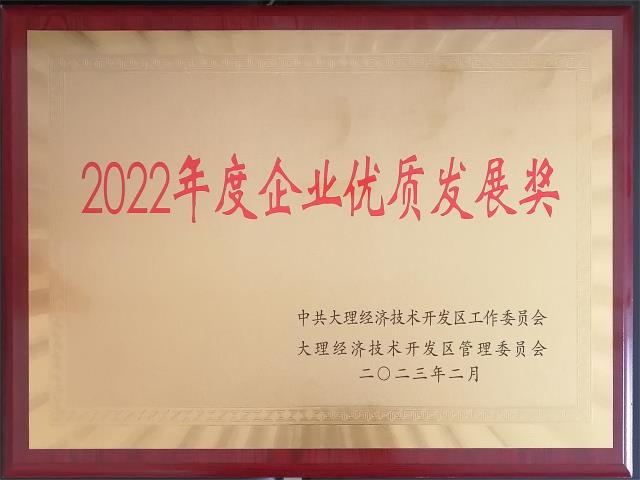 2022年度企业优质发展奖
中共大理经济技术开发区工作委员会
大理经济技术开发区管理委员会
二〇二三年二月